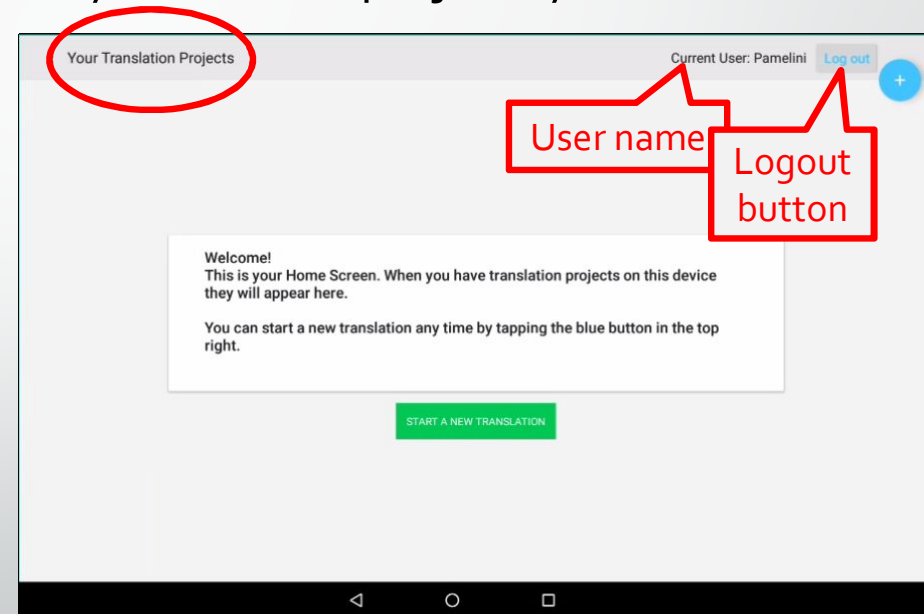 Your Translation Projects
Current User: Pamelini
Log out
+
User name
Logout
button
Welcome!
This is your Home Screen. When you have translation projects on this device
they will appear here.
You can start a new translation any time by tapping the blue button in the top
right.
START A NEW TRANSLATION